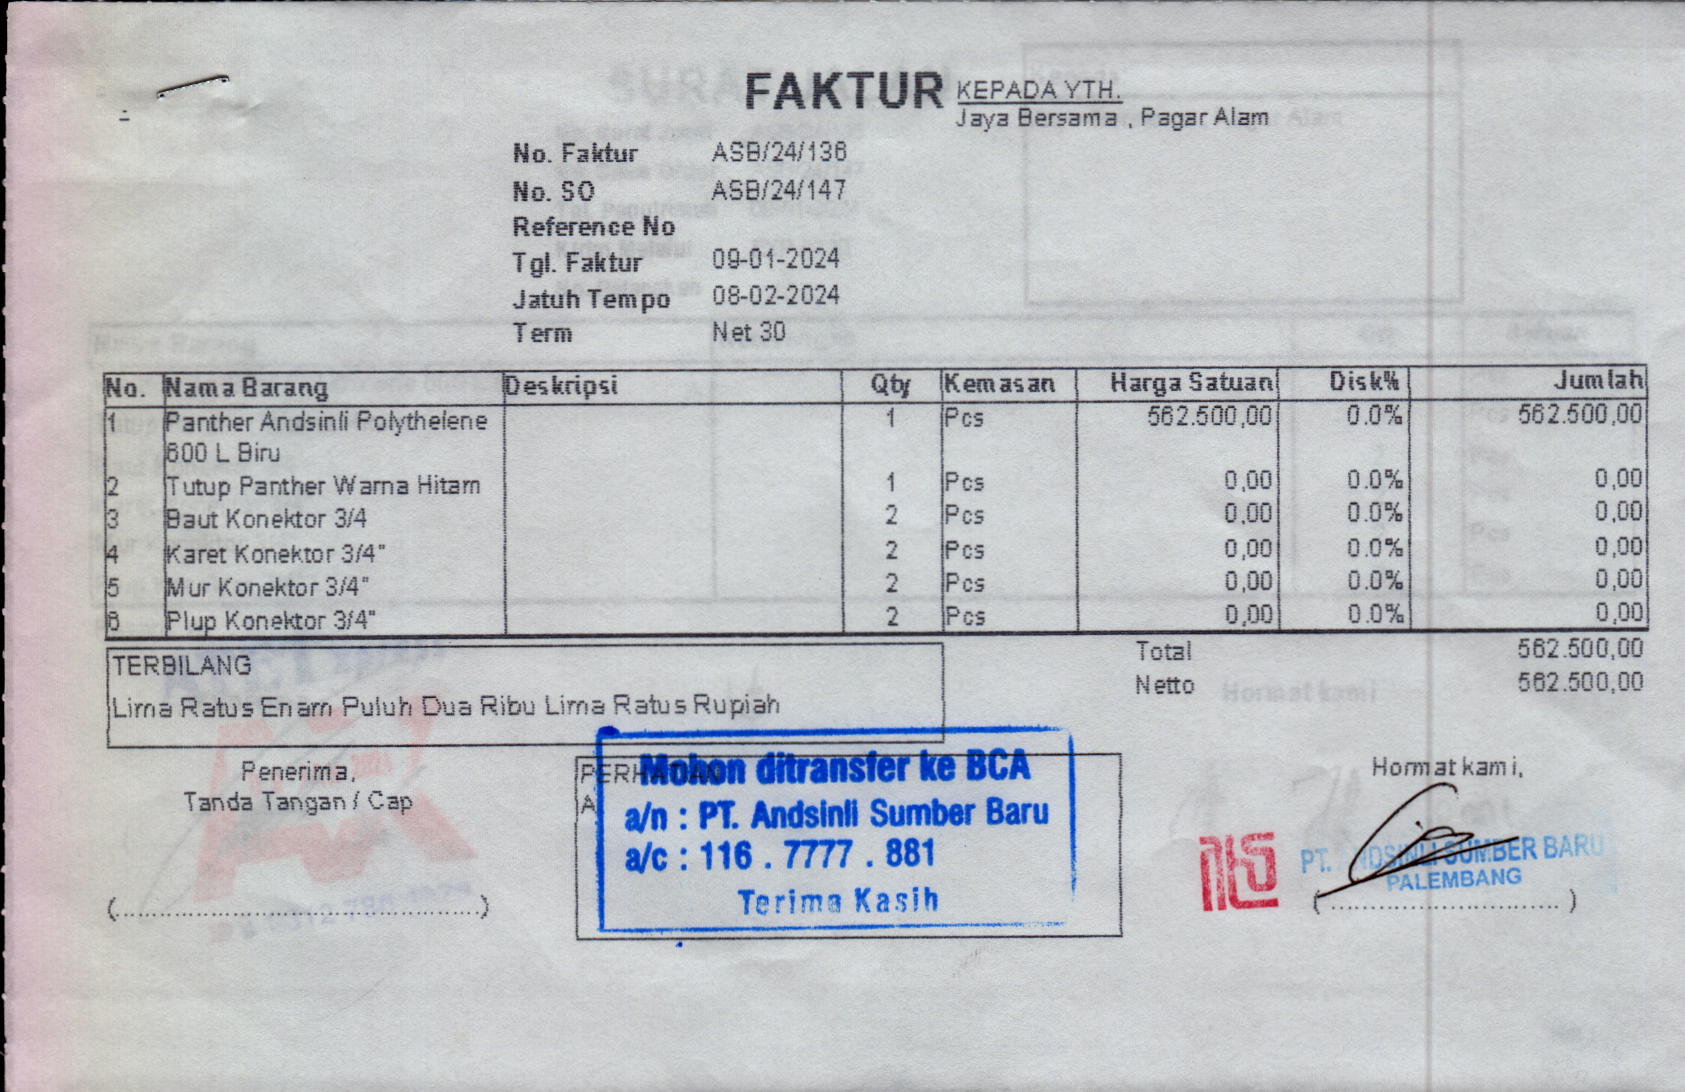 FAKTUR
KEPADA YTH.
Jaya Bersama , Pagar Alam
No. Faktur ASB/24/136
No. SO ASB/24/147
Reference No
Tgl. Faktur 09-01-2024
Jatuh Tempo 08-02-2024
Term Net 30
No. Nama Barang Deskripsi Qty Kemasan Harga Satuan Disk% Jumlah
1 Panther Andsinli Polythelene 1 Pcs 562.500,00 0.0% 562.500,00
600 L Biru
2 Tutup Panther Warna Hitam 1 Pcs 0,00 0.0% 0,00
3 Baut Konektor 3/4 2 Pcs 0,00 0.0% 0,00
4 Karet Konektor 3/4" 2 Pcs 0,00 0.0% 0,00
5 Mur Konektor 3/4" 2 Pcs 0,00 0.0% 0,00
6 Plup Konektor 3/4" 2 Pcs 0,00 0.0% 0,00
Total 562.500,00
Netto 562.500,00
TERBILANG
Lima Ratus Enam Puluh Dua Ribu Lima Ratus Rupiah
Penerima,
Tanda Tangan / Cap
(........................................)
PERHATIAN
A
Mohon ditransfer ke BCA
a/n : PT. Andsinli Sumber Baru
a/c : 116 . 7777 . 881
Terima Kasih
Hormat kami,
PT. ANDSINLI SUMBER BARU
PALEMBANG
(............................)